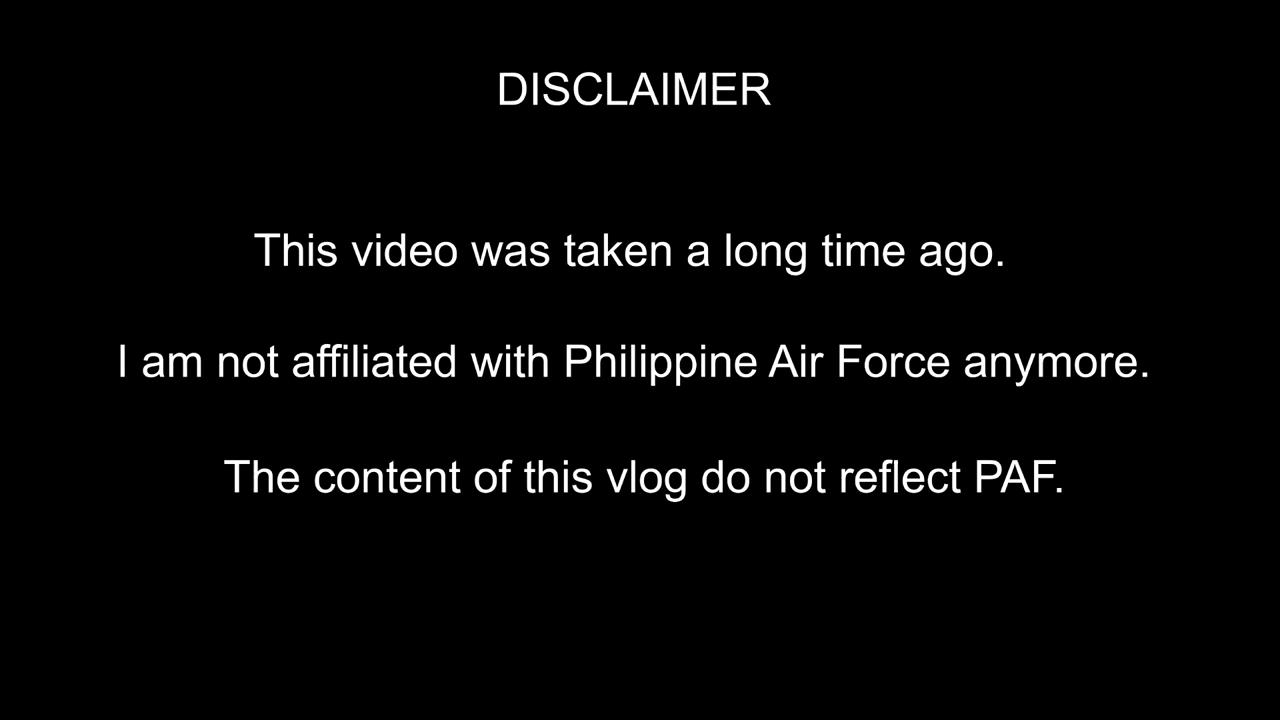 DISCLAIMER
This video was taken a long time ago.
I am not affiliated with Philippine Air Force anymore.
The content of this vlog do not reflect PAF.